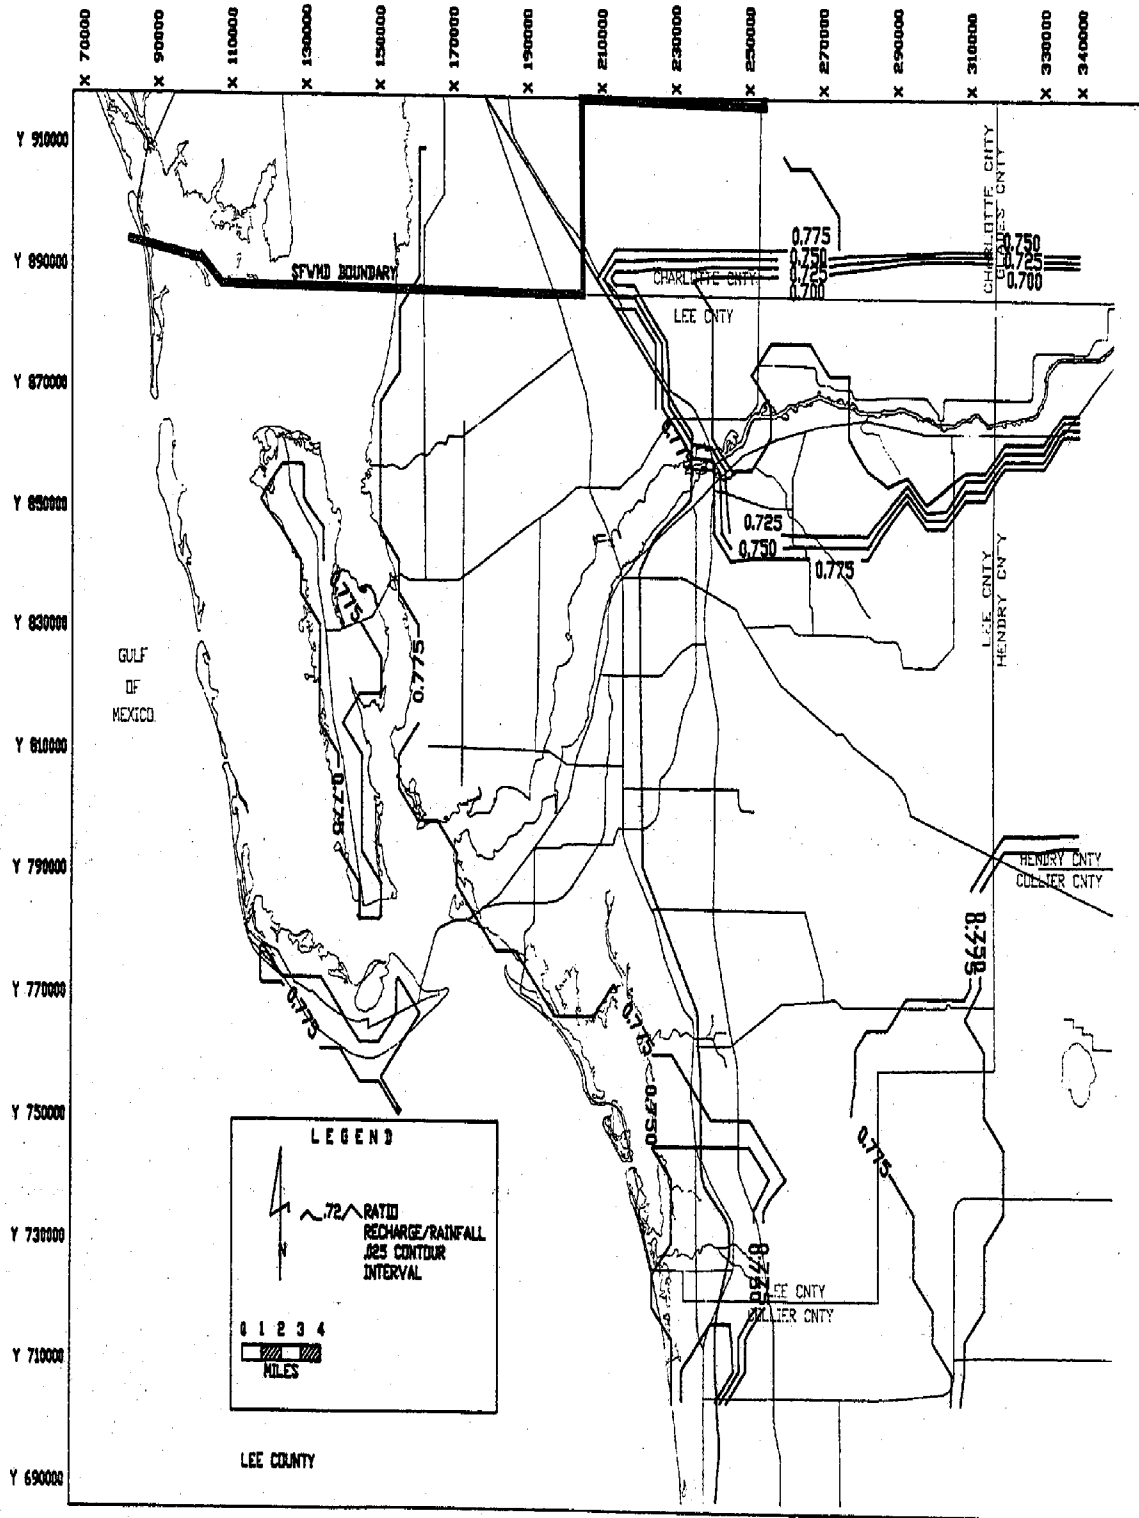 X 70000
X 90000
X 110000
X 130000
X 150000
X 170000
X 190000
X 210000
X 230000
X 250000
X 270000
X 290000
X 310000
X 330000
X 340000
Y 910000
Y 890000
Y 870000
Y 850000
Y 830000
Y 810000
Y 790000
Y 770000
Y 750000
Y 730000
Y 710000
Y 690000
SFWMD BOUNDARY
CHARLOTTE CNTY
LEE CNTY
CHARLOTTE CNTY
GLADES CNTY
0.775
0.750
0.725
0.700
0.750
0.725
0.700
0.725
0.750
0.775
LEE CNTY
HENDRY CNTY
GULF
OF
MEXICO
0.775
0.775
HENDRY CNTY
COLLIER CNTY
0.750
0.775
0.775
0.775
0.750
0.775
LEE CNTY
COLLIER CNTY
LEGEND
.72
RATIO
RECHARGE/RAINFALL
.025 CONTOUR
INTERVAL
N
0 1 2 3 4
MILES
LEE COUNTY